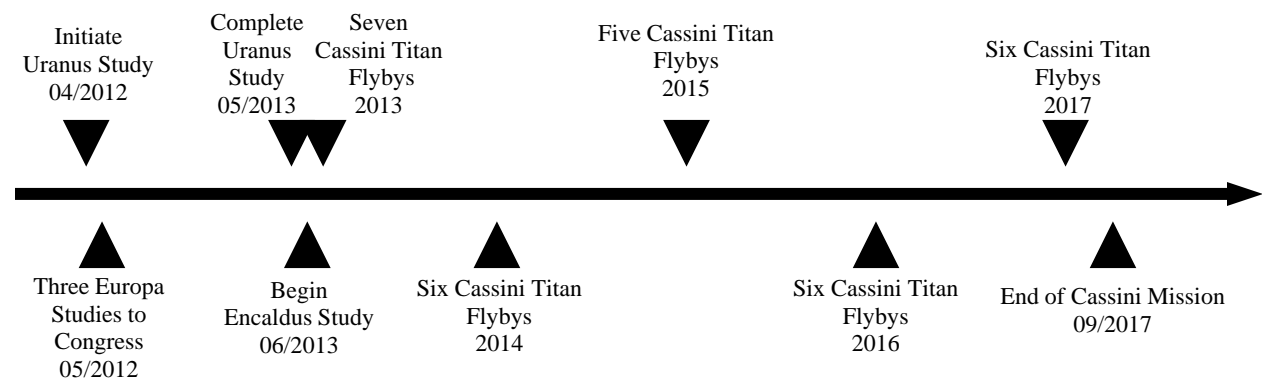 Initiate
Uranus Study
04/2012
Complete
Uranus
Study
05/2013
Seven
Cassini Titan
Flybys
2013
Five Cassini Titan
Flybys
2015
Six Cassini Titan
Flybys
2017
Three Europa
Studies to
Congress
05/2012
Begin
Encaldus Study
06/2013
Six Cassini Titan
Flybys
2014
Six Cassini Titan
Flybys
2016
End of Cassini Mission
09/2017